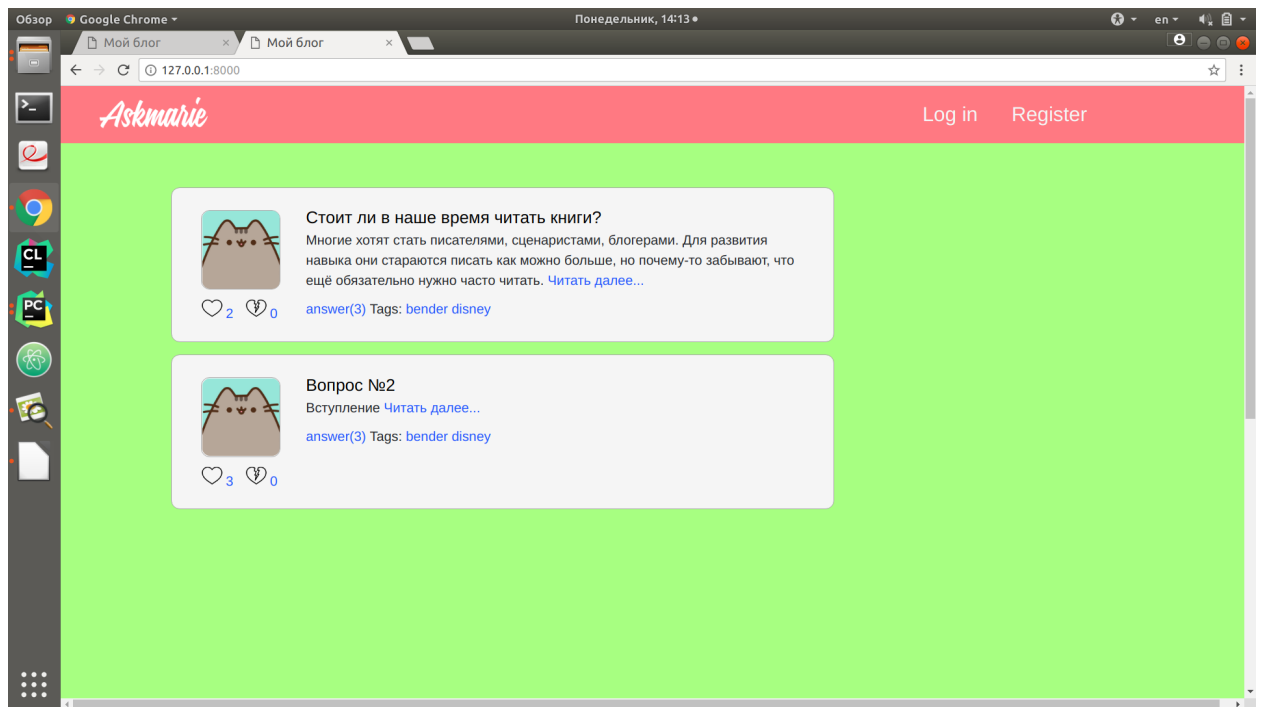 Обзор Google Chrome Понедельник, 14:13 en
Мой блог × Мой блог ×
127.0.0.1:8000
Askmarie Log in Register
Стоит ли в наше время читать книги?
Многие хотят стать писателями, сценаристами, блогерами. Для развития
навыка они стараются писать как можно больше, но почему-то забывают, что
ещё обязательно нужно часто читать. Читать далее...
2 0 answer(3) Tags: bender disney
Вопрос №2
Вступление Читать далее...
answer(3) Tags: bender disney
3 0
CL
PC